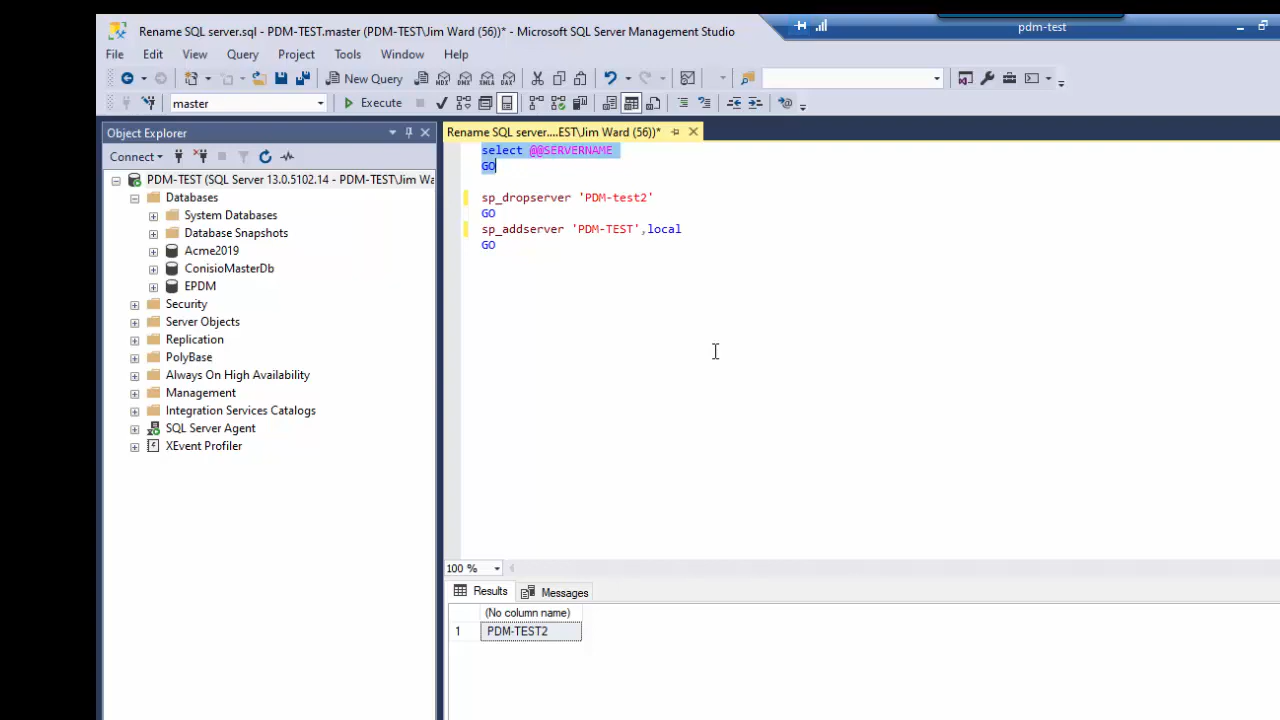 Rename SQL server.sql - PDM-TEST.master (PDM-TEST\Jim Ward (56))* - Microsoft SQL Server Management Studio
pdm-test
File Edit View Query Project Tools Window Help
New Query
MDX DMX XMLA DAX
master
Execute
Object Explorer
Rename SQL server....EST\Jim Ward (56))*
Connect
PDM-TEST (SQL Server 13.0.5102.14 - PDM-TEST\Jim Wa
Databases
System Databases
Database Snapshots
Acme2019
ConisioMasterDb
EPDM
Security
Server Objects
Replication
PolyBase
Always On High Availability
Management
Integration Services Catalogs
SQL Server Agent
XEvent Profiler
select @@SERVERNAME
GO
sp_dropserver 'PDM-test2'
GO
sp_addserver 'PDM-TEST',local
GO
100 %
Results Messages
(No column name)
1 PDM-TEST2